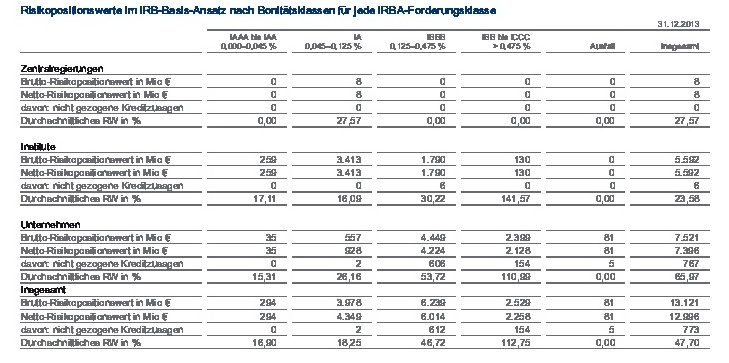 Risikopositionswerte im IRB-Basis-Ansatz nach Bonitätsklassen für jede IRBA-Forderungsklasse
31.12.2013
iAAA bis iAA iA iBBB iBB bis iCCC
0,000–0,045 % 0,045–0,125 % 0,125–0,475 % > 0,475 % Ausfall Insgesamt
Zentralregierungen
Brutto-Risikopositionswert in Mio € 0 8 0 0 0 8
Netto-Risikopositionswert in Mio € 0 8 0 0 0 8
davon: nicht gezogene Kreditzusagen 0 0 0 0 0 0
Durchschnittliches RW in % 0,00 27,57 0,00 0,00 0,00 27,57
Institute
Brutto-Risikopositionswert in Mio € 259 3.413 1.790 130 0 5.592
Netto-Risikopositionswert in Mio € 259 3.413 1.790 130 0 5.592
davon: nicht gezogene Kreditzusagen 0 0 6 0 0 6
Durchschnittliches RW in % 17,11 16,09 30,22 141,57 0,00 23,58
Unternehmen
Brutto-Risikopositionswert in Mio € 35 557 4.449 2.399 81 7.521
Netto-Risikopositionswert in Mio € 35 928 4.224 2.128 81 7.396
davon: nicht gezogene Kreditzusagen 0 2 606 154 5 767
Durchschnittliches RW in % 15,31 26,16 53,72 110,99 0,00 65,97
Insgesamt
Brutto-Risikopositionswert in Mio € 294 3.978 6.239 2.529 81 13.121
Netto-Risikopositionswert in Mio € 294 4.349 6.014 2.258 81 12.996
davon: nicht gezogene Kreditzusagen 0 2 612 154 5 773
Durchschnittliches RW in % 16,90 18,25 46,72 112,75 0,00 47,70